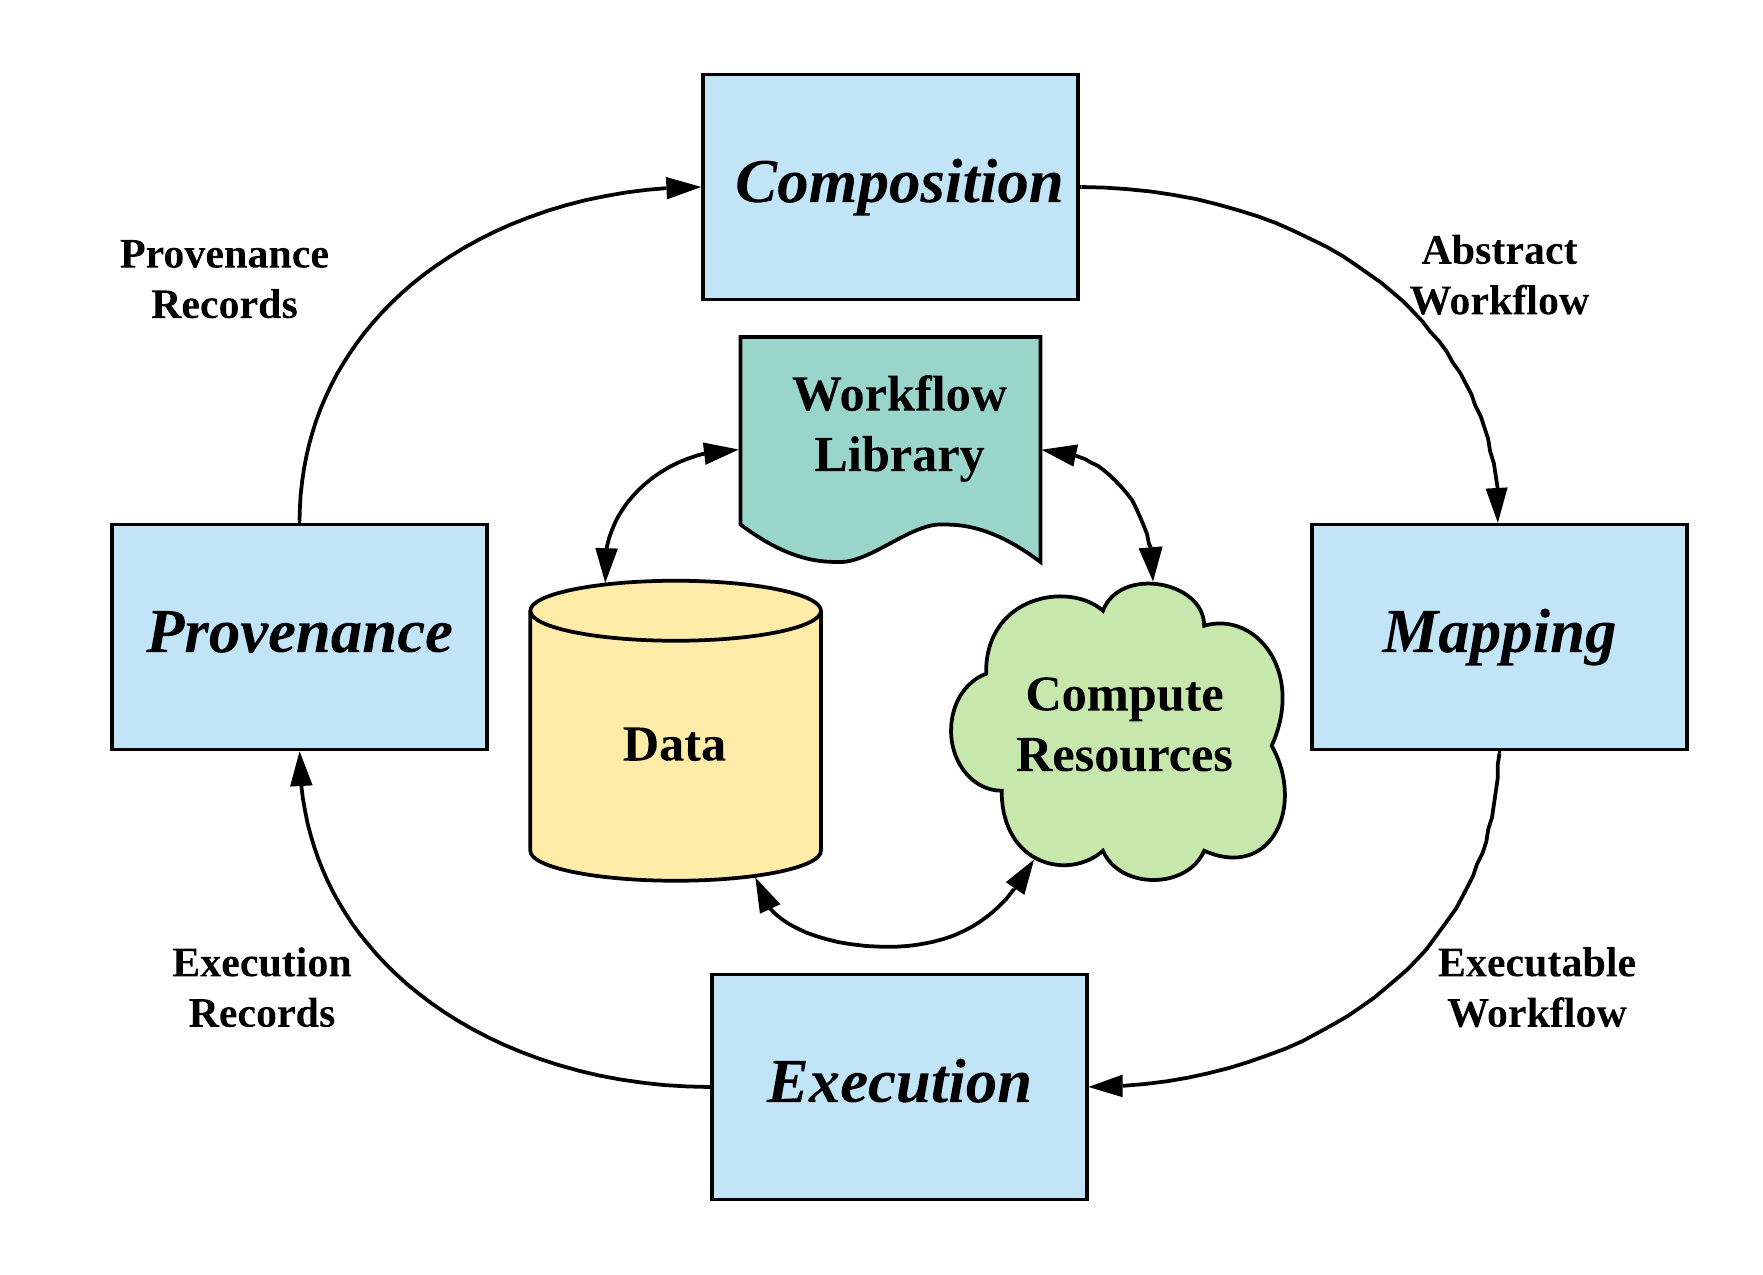 Composition
Provenance
Records
Abstract
Workflow
Workflow
Library
Provenance
Mapping
Data
Compute
Resources
Execution
Records
Executable
Workflow
Execution